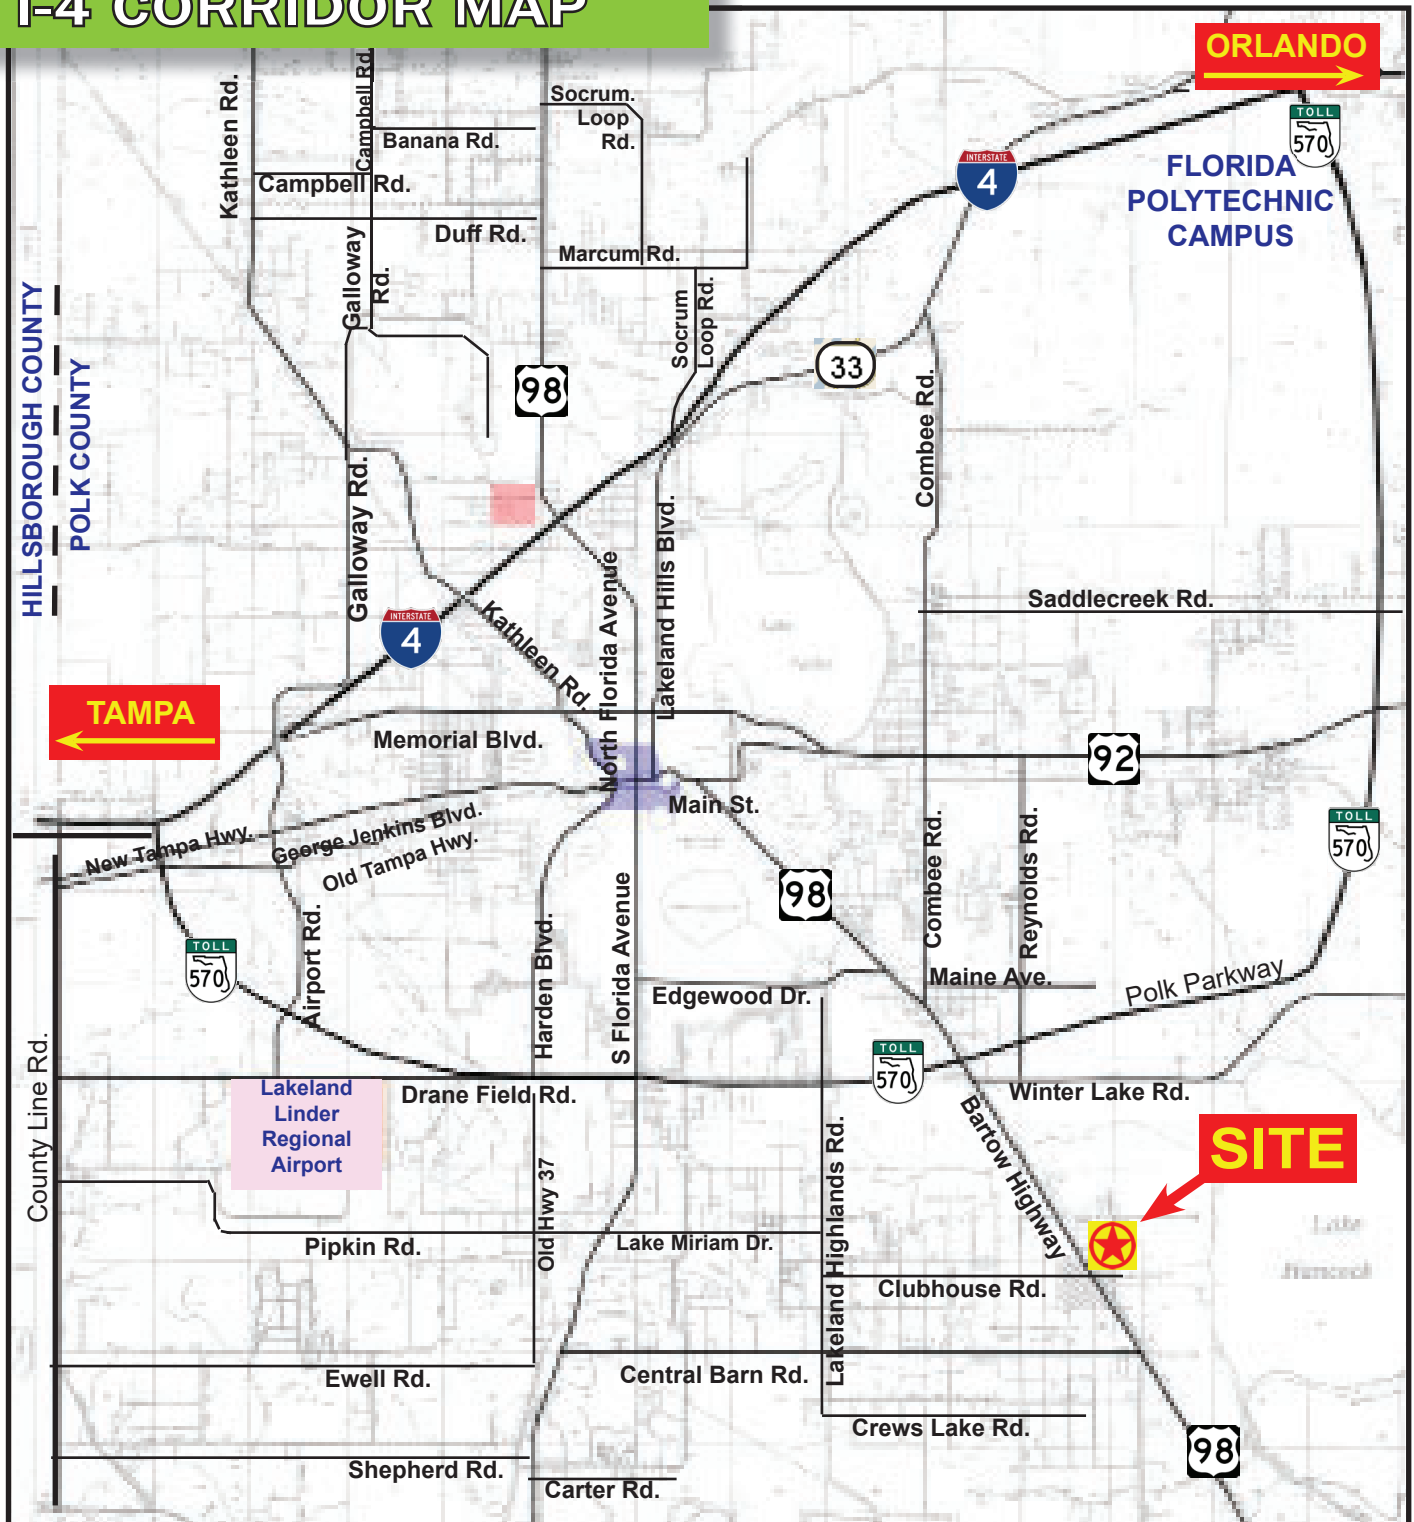 I-4 CORRIDOR MAP
ORLANDO
TOLL
570
INTERSTATE
4
FLORIDA
POLYTECHNIC
CAMPUS
Kathleen Rd.
Campbell Rd.
Banana Rd.
Socrum.
Loop
Rd.
Campbell Rd.
Duff Rd.
Marcum Rd.
Galloway
Rd.
Socrum
Loop Rd.
HILLSBOROUGH COUNTY
POLK COUNTY
98
33
Combee Rd.
Galloway Rd.
Lakeland Hills Blvd.
North Florida Avenue
INTERSTATE
4
Kathleen Rd.
Saddlecreek Rd.
TAMPA
Memorial Blvd.
92
Main St.
New Tampa Hwy.
George Jenkins Blvd.
Old Tampa Hwy.
TOLL
570
98
Combee Rd.
Reynolds Rd.
TOLL
570
Airport Rd.
Harden Blvd.
S Florida Avenue
Edgewood Dr.
Maine Ave.
Polk Parkway
County Line Rd.
TOLL
570
Drane Field Rd.
Winter Lake Rd.
Lakeland
Linder
Regional
Airport
Bartow Highway
SITE
Old Hwy 37
Lakeland Highlands Rd.
Pipkin Rd.
Lake Miriam Dr.
Lake
Hancock
Clubhouse Rd.
Ewell Rd.
Central Barn Rd.
Crews Lake Rd.
98
Shepherd Rd.
Carter Rd.